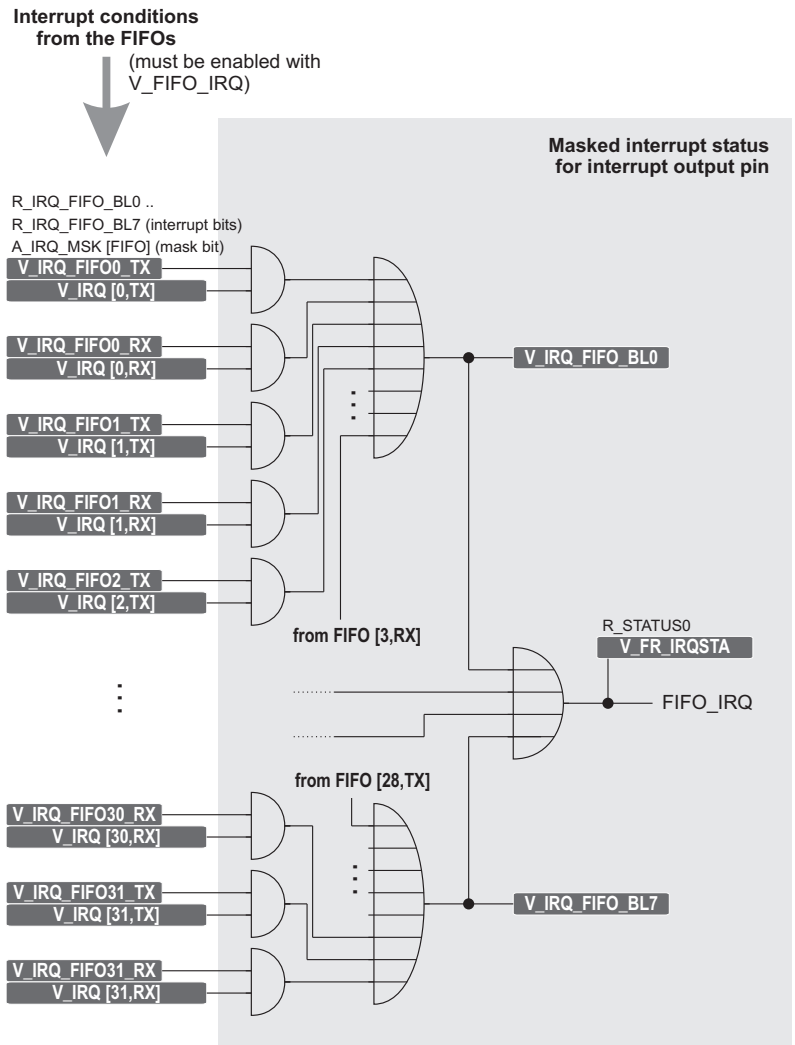 Interrupt conditions
from the FIFOs
(must be enabled with
V_FIFO_IRQ)
Masked interrupt status
for interrupt output pin
R_IRQ_FIFO_BL0 ..
R_IRQ_FIFO_BL7 (interrupt bits)
A_IRQ_MSK [FIFO] (mask bit)
V_IRQ_FIFO0_TX
V_IRQ [0,TX]
V_IRQ_FIFO0_RX
V_IRQ [0,RX]
V_IRQ_FIFO_BL0
V_IRQ_FIFO1_TX
V_IRQ [1,TX]
V_IRQ_FIFO1_RX
V_IRQ [1,RX]
V_IRQ_FIFO2_TX
V_IRQ [2,TX]
from FIFO [3,RX]
R_STATUS0
V_FR_IRQSTA
FIFO_IRQ
from FIFO [28,TX]
V_IRQ_FIFO30_RX
V_IRQ [30,RX]
V_IRQ_FIFO31_TX
V_IRQ [31,TX]
V_IRQ_FIFO_BL7
V_IRQ_FIFO31_RX
V_IRQ [31,RX]